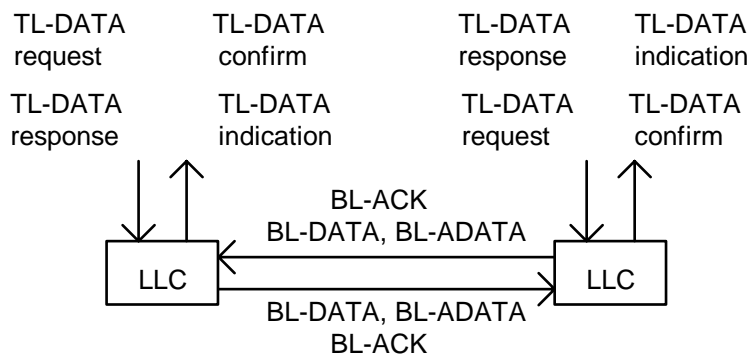 TL-DATA TL-DATA TL-DATA TL-DATA
request confirm response indication
TL-DATA TL-DATA TL-DATA TL-DATA
response indication request confirm
BL-ACK
BL-DATA, BL-ADATA
LLC LLC
BL-DATA, BL-ADATA
BL-ACK